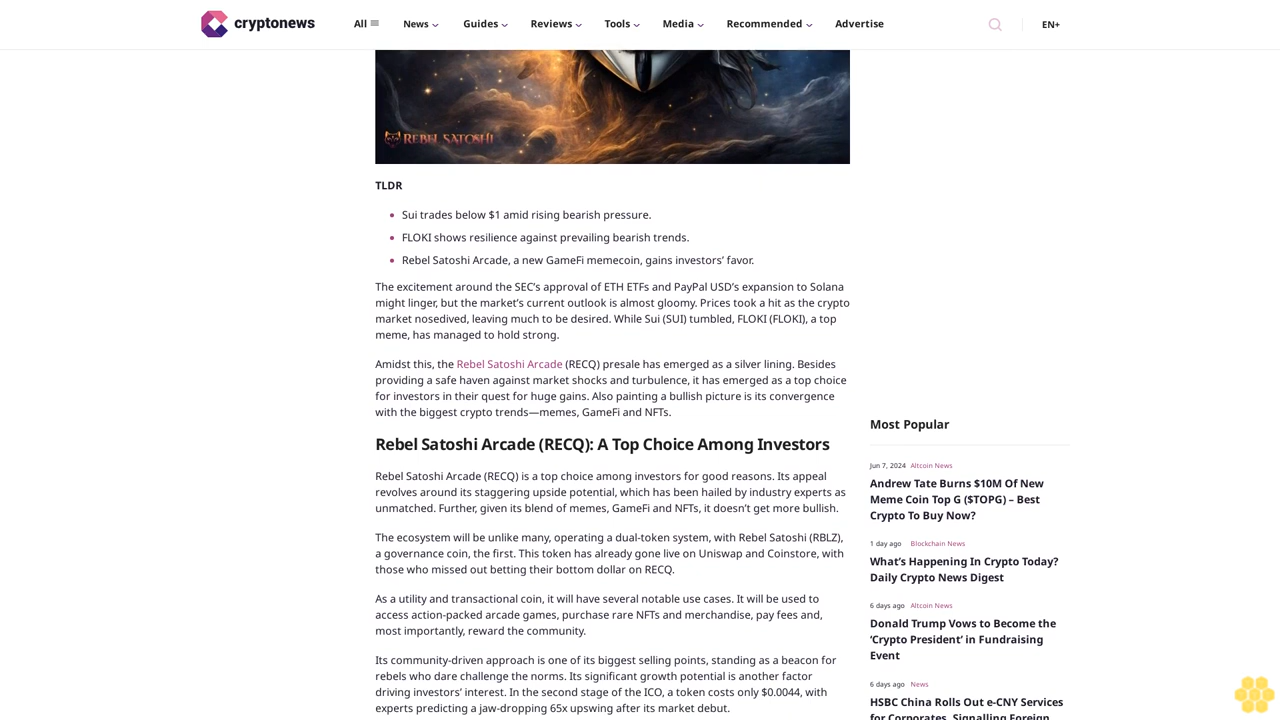 cryptonews
All
News
Guides
Reviews
Tools
Media
Recommended
Advertise
EN+
REBEL SATOSHI
TLDR
Sui trades below $1 amid rising bearish pressure.
FLOKI shows resilience against prevailing bearish trends.
Rebel Satoshi Arcade, a new GameFi memecoin, gains investors’ favor.
The excitement around the SEC’s approval of ETH ETFs and PayPal USD’s expansion to Solana
might linger, but the market’s current outlook is almost gloomy. Prices took a hit as the crypto
market nosedived, leaving much to be desired. While Sui (SUI) tumbled, FLOKI (FLOKI), a top
meme, has managed to hold strong.
Amidst this, the Rebel Satoshi Arcade (RECQ) presale has emerged as a silver lining. Besides
providing a safe haven against market shocks and turbulence, it has emerged as a top choice
for investors in their quest for huge gains. Also painting a bullish picture is its convergence
with the biggest crypto trends—memes, GameFi and NFTs.
Rebel Satoshi Arcade (RECQ): A Top Choice Among Investors
Rebel Satoshi Arcade (RECQ) is a top choice among investors for good reasons. Its appeal
revolves around its staggering upside potential, which has been hailed by industry experts as
unmatched. Further, given its blend of memes, GameFi and NFTs, it doesn’t get more bullish.
The ecosystem will be unlike many, operating a dual-token system, with Rebel Satoshi (RBLZ),
a governance coin, the first. This token has already gone live on Uniswap and Coinstore, with
those who missed out betting their bottom dollar on RECQ.
As a utility and transactional coin, it will have several notable use cases. It will be used to
access action-packed arcade games, purchase rare NFTs and merchandise, pay fees and,
most importantly, reward the community.
Its community-driven approach is one of its biggest selling points, standing as a beacon for
rebels who dare challenge the norms. Its significant growth potential is another factor
driving investors’ interest. In the second stage of the ICO, a token costs only $0.0044, with
experts predicting a jaw-dropping 65x upswing after its market debut.
Most Popular
Jun 7, 2024 Altcoin News
Andrew Tate Burns $10M Of New
Meme Coin Top G ($TOPG) – Best
Crypto To Buy Now?
1 day ago Blockchain News
What’s Happening In Crypto Today?
Daily Crypto News Digest
6 days ago Altcoin News
Donald Trump Vows to Become the
‘Crypto President’ in Fundraising
Event
6 days ago News
HSBC China Rolls Out e-CNY Services
for Corporates, Signalling Foreign